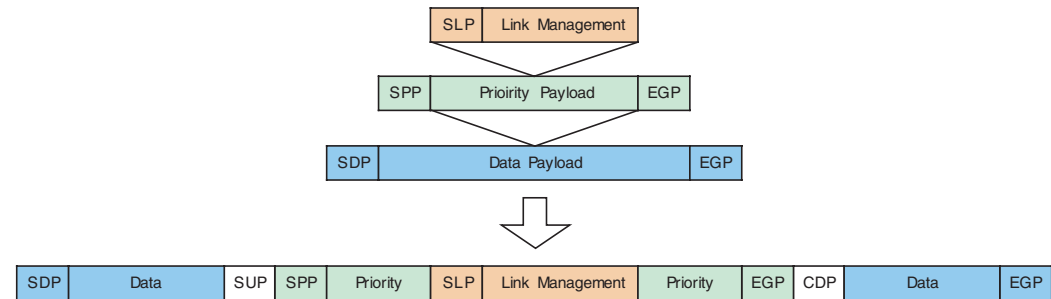 SLP Link Management
SPP Prioirity Payload EGP
SDP Data Payload EGP
SDP Data SUP SPP Priority SLP Link Management Priority EGP CDP Data EGP